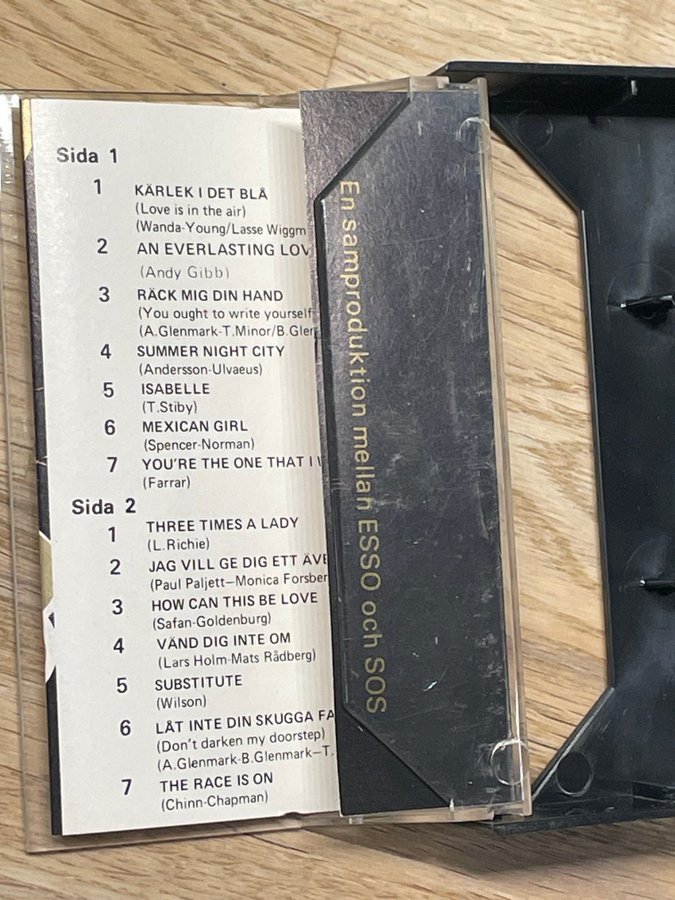 Sida 1
1 KÄRLEK I DET BLÅ
(Love is in the air)
(Wanda-Young/Lasse Wiggm
2 AN EVERLASTING LOV
(Andy Gibb)
3 RÄCK MIG DIN HAND
(You ought to write yourself
(A.Glenmark-T.Minor/B.Glen
4 SUMMER NIGHT CITY
(Andersson-Ulvaeus)
5 ISABELLE
(T.Stiby)
6 MEXICAN GIRL
(Spencer-Norman)
7 YOU'RE THE ONE THAT I
(Farrar)
Sida 2
1 THREE TIMES A LADY
(L.Richie)
2 JAG VILL GE DIG ETT ÄVE
(Paul Paljett–Monica Forsber
3 HOW CAN THIS BE LOVE
(Safan-Goldenburg)
4 VÄND DIG INTE OM
(Lars Holm-Mats Rådberg)
5 SUBSTITUTE
(Wilson)
6 LÅT INTE DIN SKUGGA FA
(Don't darken my doorstep)
(A.Glenmark-B.Glenmark–T.
7 THE RACE IS ON
(Chinn-Chapman)
En samproduktion mellan ESSO och SOS